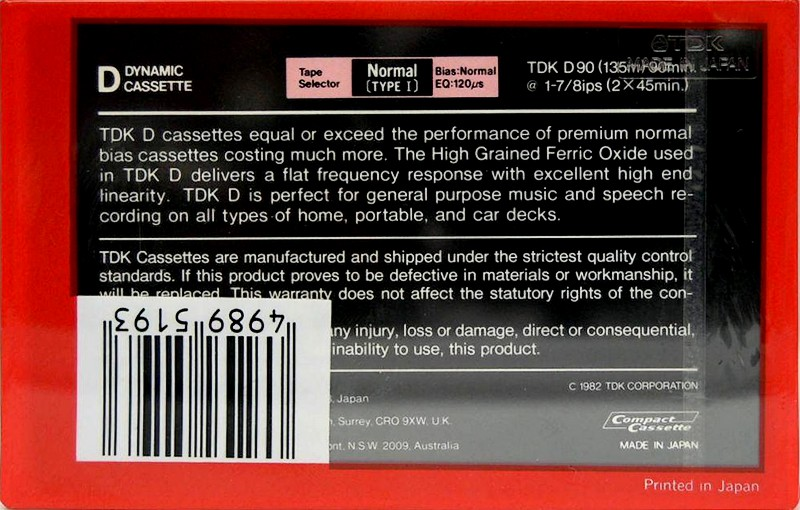 D DYNAMIC CASSETTE
Tape Selector Normal (TYPE I) Bias:Normal EQ:120μs
TDK D90 (135m/90min.
@ 1-7/8ips (2×45min.)
TDK
MADE IN JAPAN
TDK D cassettes equal or exceed the performance of premium normal
bias cassettes costing much more. The High Grained Ferric Oxide used
in TDK D delivers a flat frequency response with excellent high end
linearity. TDK D is perfect for general purpose music and speech re-
cording on all types of home, portable, and car decks.
TDK Cassettes are manufactured and shipped under the strictest quality control
standards. If this product proves to be defective in materials or workmanship, it
will be replaced. This warranty does not affect the statutory rights of the con-
any injury, loss or damage, direct or consequential,
inability to use, this product.
4989 5193
C 1982 TDK CORPORATION
Japan
Surrey, CRO 9XW, U.K.
N.S.W. 2009, Australia
Compact Cassette
MADE IN JAPAN
Printed in Japan